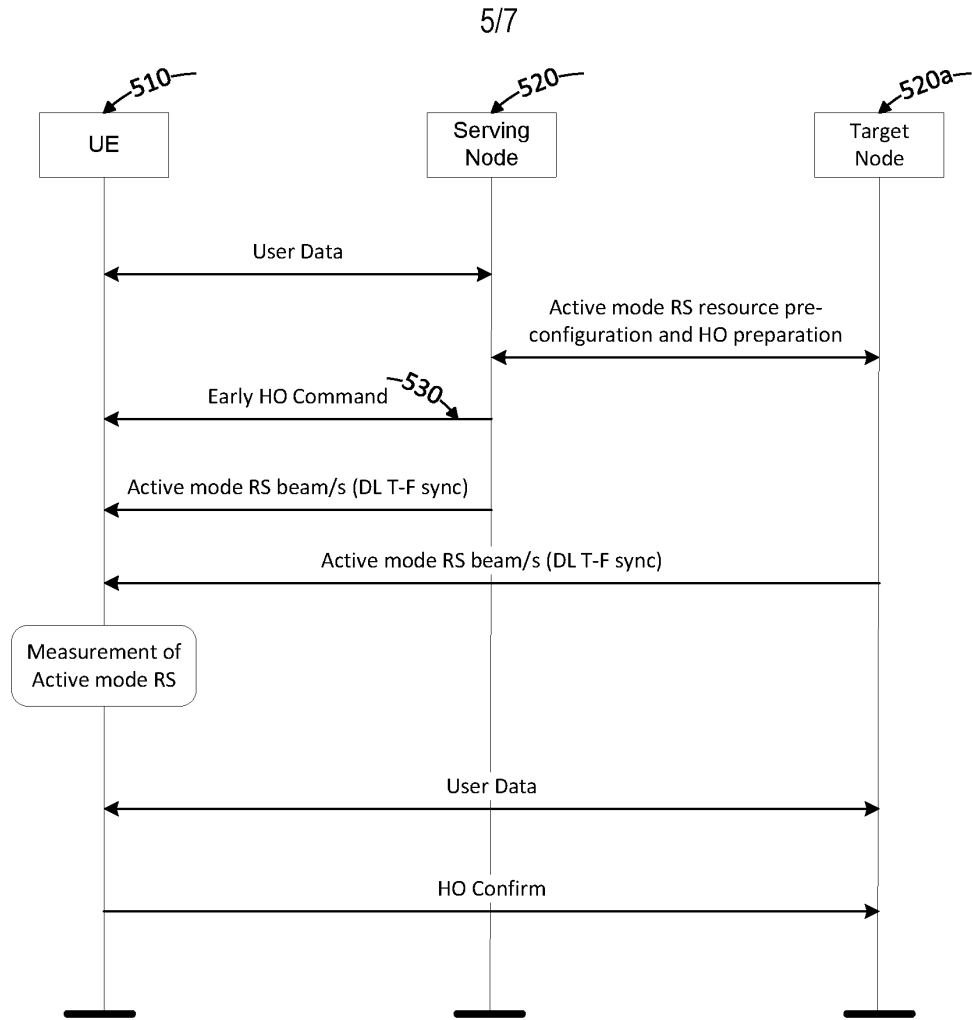 5/7
510
520
520a
UE
Serving
Node
Target
Node
User Data
Active mode RS resource pre-
configuration and HO preparation
530
Early HO Command
Active mode RS beam/s (DL T-F sync)
Active mode RS beam/s (DL T-F sync)
Measurement of
Active mode RS
User Data
HO Confirm